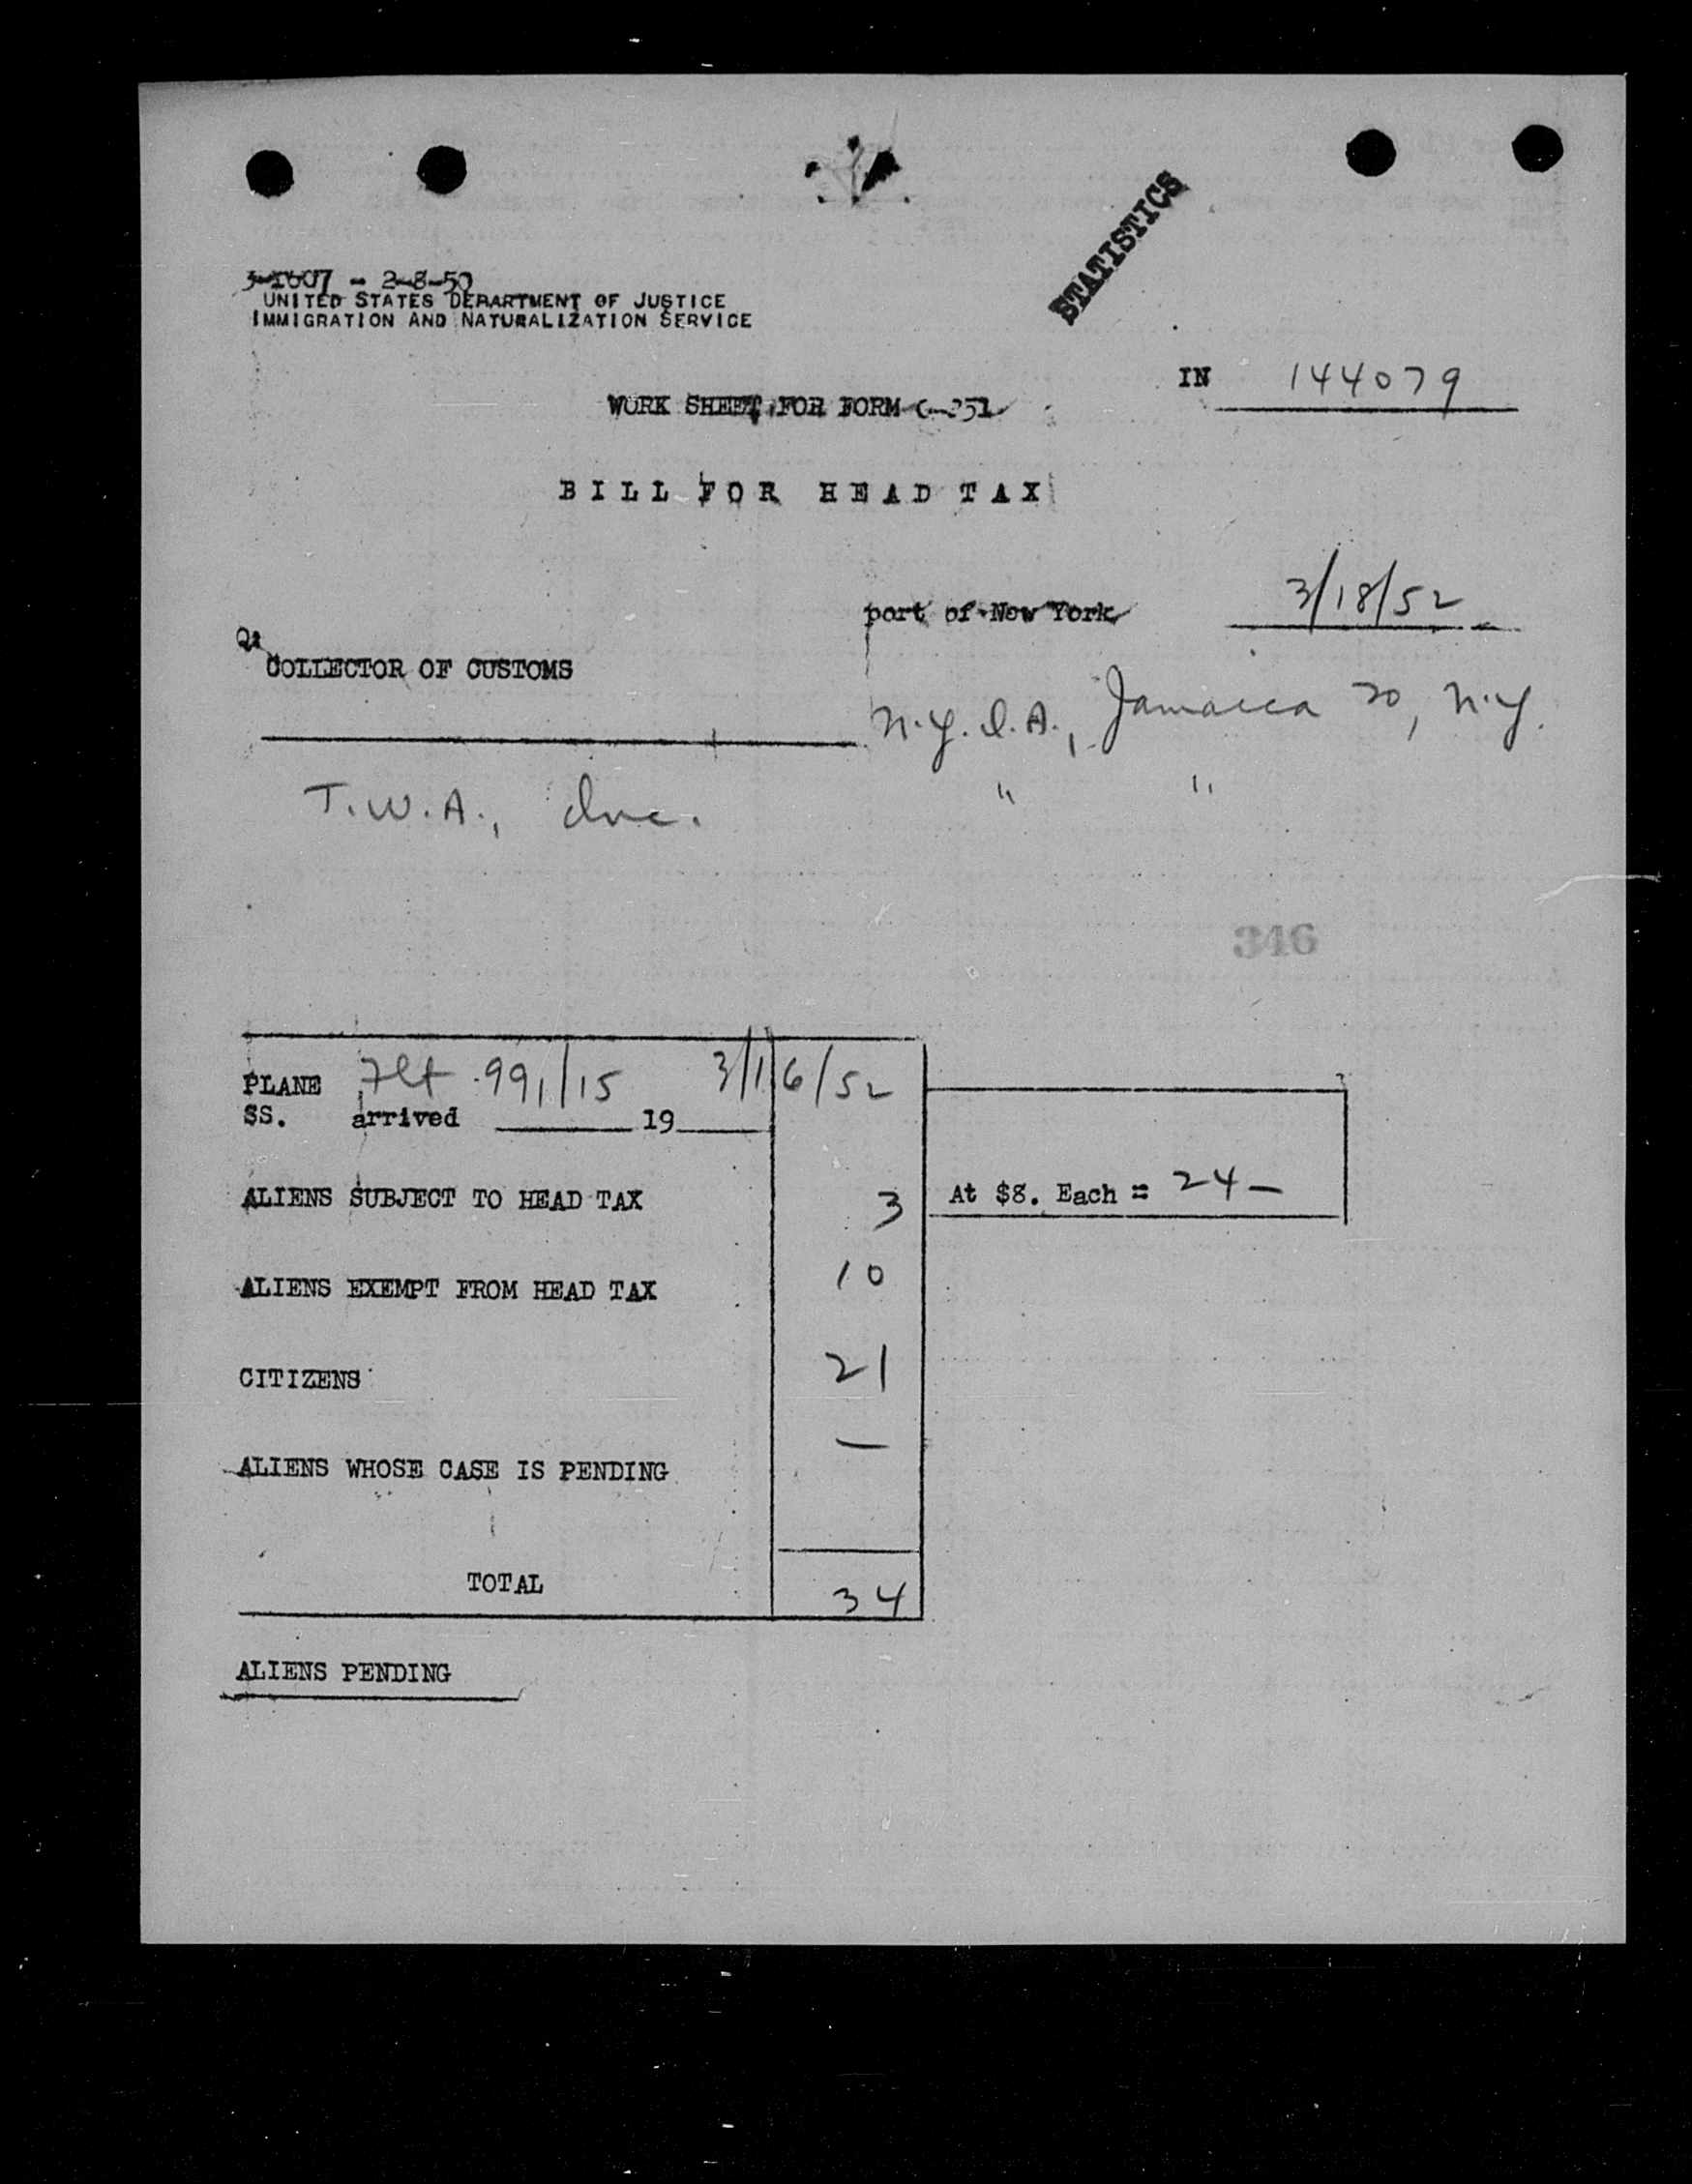 STATISTICS
3-1607 - 2-8-50
UNITED STATES DEPARTMENT OF JUSTICE
IMMIGRATION AND NATURALIZATION SERVICE
IN 144079
WORK SHEET FOR FORM
BILL FOR HEAD TAX
port of New York 3/18/52
COLLECTOR OF CUSTOMS
N.Y.I.A., Jamaica 30, N.Y.
T.W.A., Inc. " "
346
PLANE Flt 991/15 3/16/52
SS. arrived 19
ALIENS SUBJECT TO HEAD TAX 3 At $8. Each = 24 —
ALIENS EXEMPT FROM HEAD TAX 10
CITIZENS 21
ALIENS WHOSE CASE IS PENDING —
TOTAL 34
ALIENS PENDING